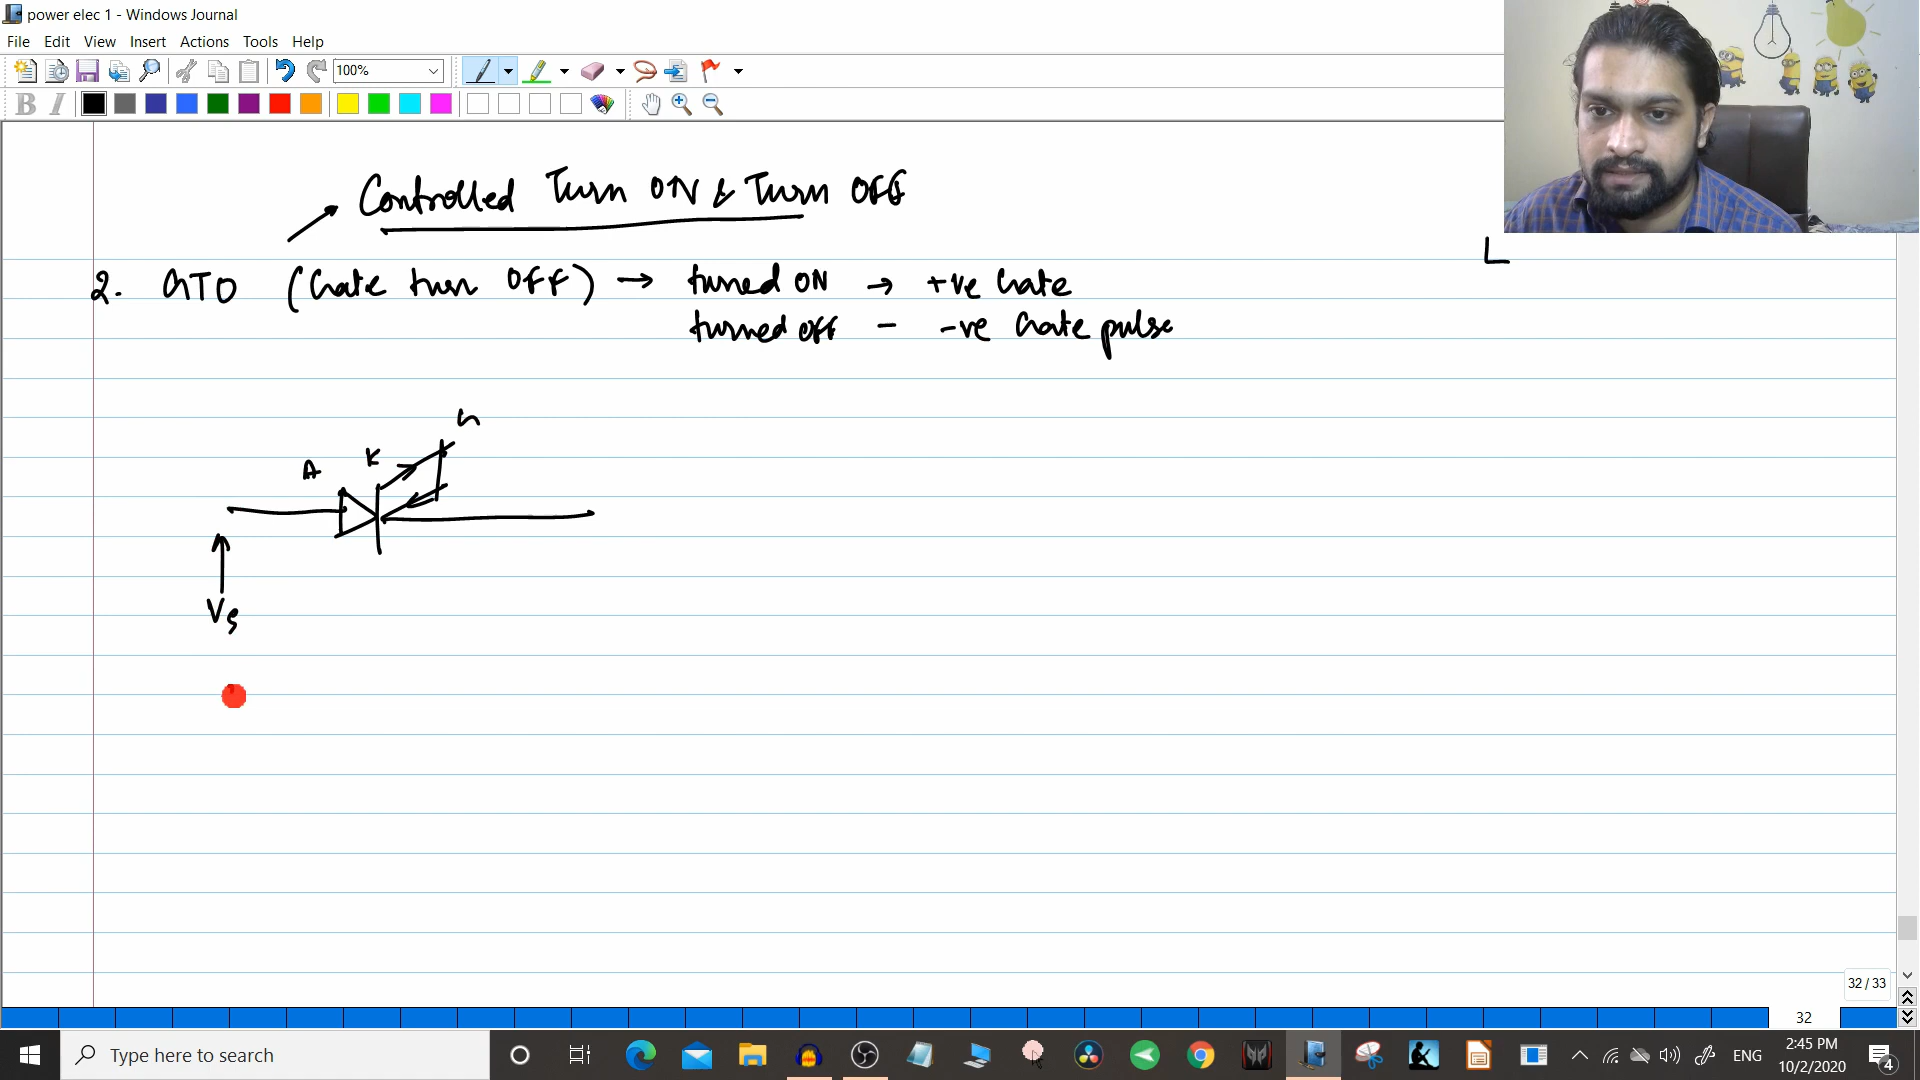 power elec 1 - Windows Journal
File Edit View Insert Actions Tools Help
100%
B I
Controlled Turn ON & Turn OFF
2. GTO (Gate turn OFF) → turned ON → +ve Gate
turned off - -ve Gate pulse
G
A K
Vs
L
32 / 33
32
Type here to search
ENG
2:45 PM
10/2/2020
4